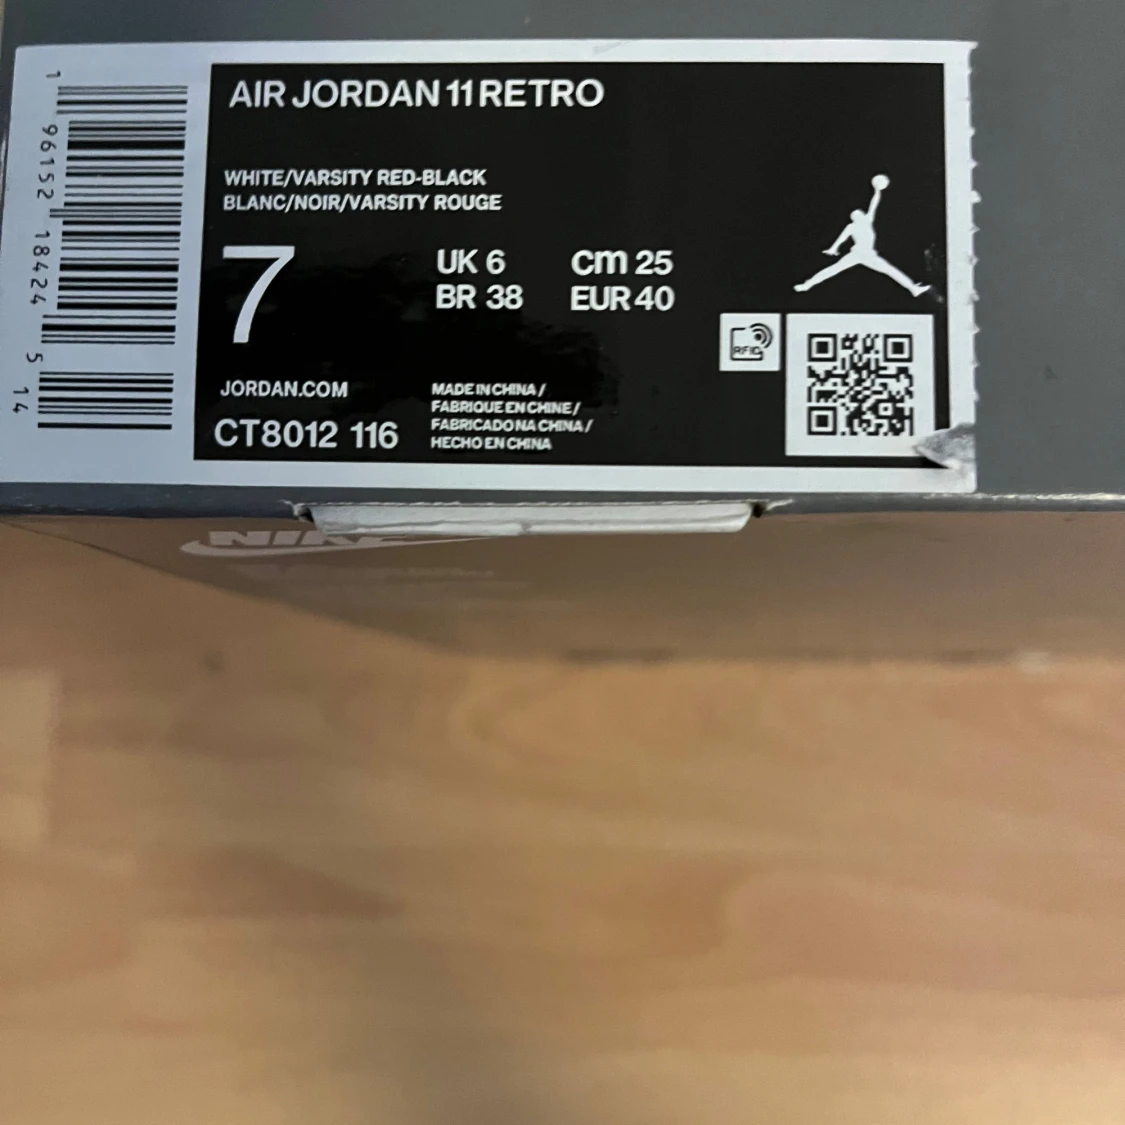 AIR JORDAN 11 RETRO
WHITE/VARSITY RED-BLACK
BLANC/NOIR/VARSITY ROUGE
7
UK 6
BR 38
cm 25
EUR 40
JORDAN.COM
CT8012 116
MADE IN CHINA /
FABRIQUE EN CHINE /
FABRICADO NA CHINA /
HECHO EN CHINA
RFID
1 96152 18424 5 14
NIKE